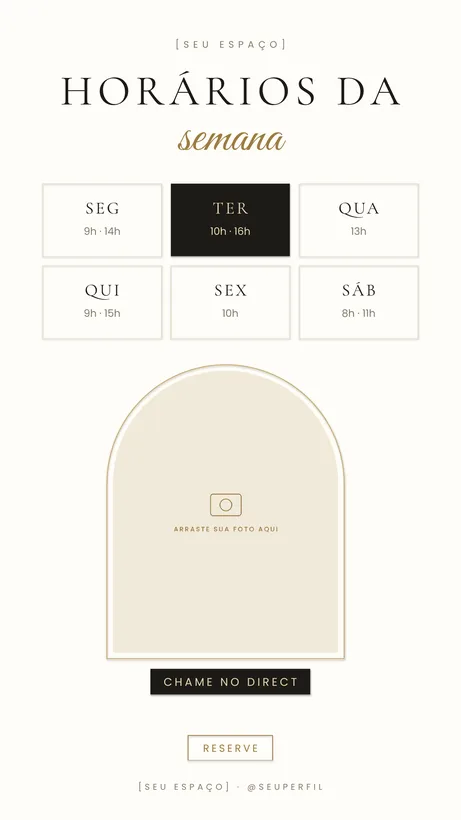 [SEU ESPAÇO]
HORÁRIOS DA
semana
SEG
9h · 14h
TER
10h · 16h
QUA
13h
QUI
9h · 15h
SEX
10h
SÁB
8h · 11h
ARRASTE SUA FOTO AQUI
CHAME NO DIRECT
RESERVE
[SEU ESPAÇO] · @SEUPERFIL